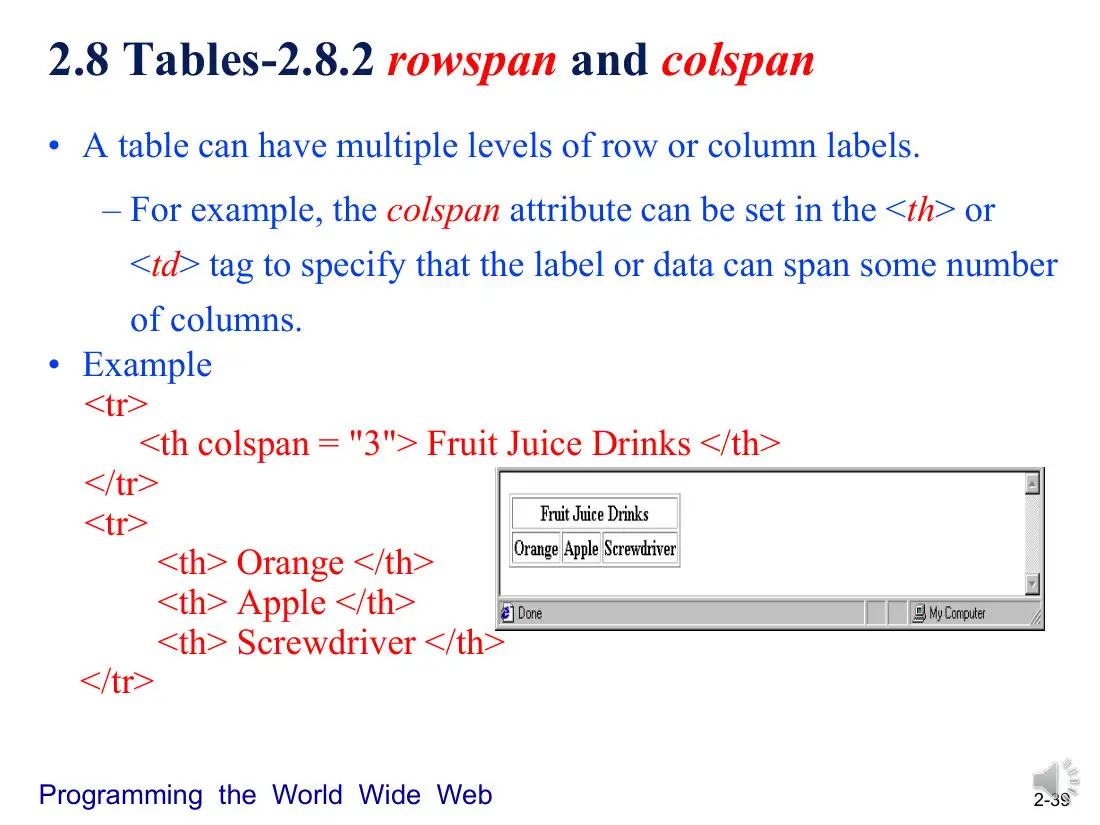 2.8 Tables-2.8.2 rowspan and colspan
• A table can have multiple levels of row or column labels.
– For example, the colspan attribute can be set in the <th> or
<td> tag to specify that the label or data can span some number
of columns.
• Example
<tr>
<th colspan = "3"> Fruit Juice Drinks </th>
</tr>
<tr>
<th> Orange </th>
<th> Apple </th>
<th> Screwdriver </th>
</tr>
Fruit Juice Drinks
Orange Apple Screwdriver
Done My Computer
Programming the World Wide Web
2-39